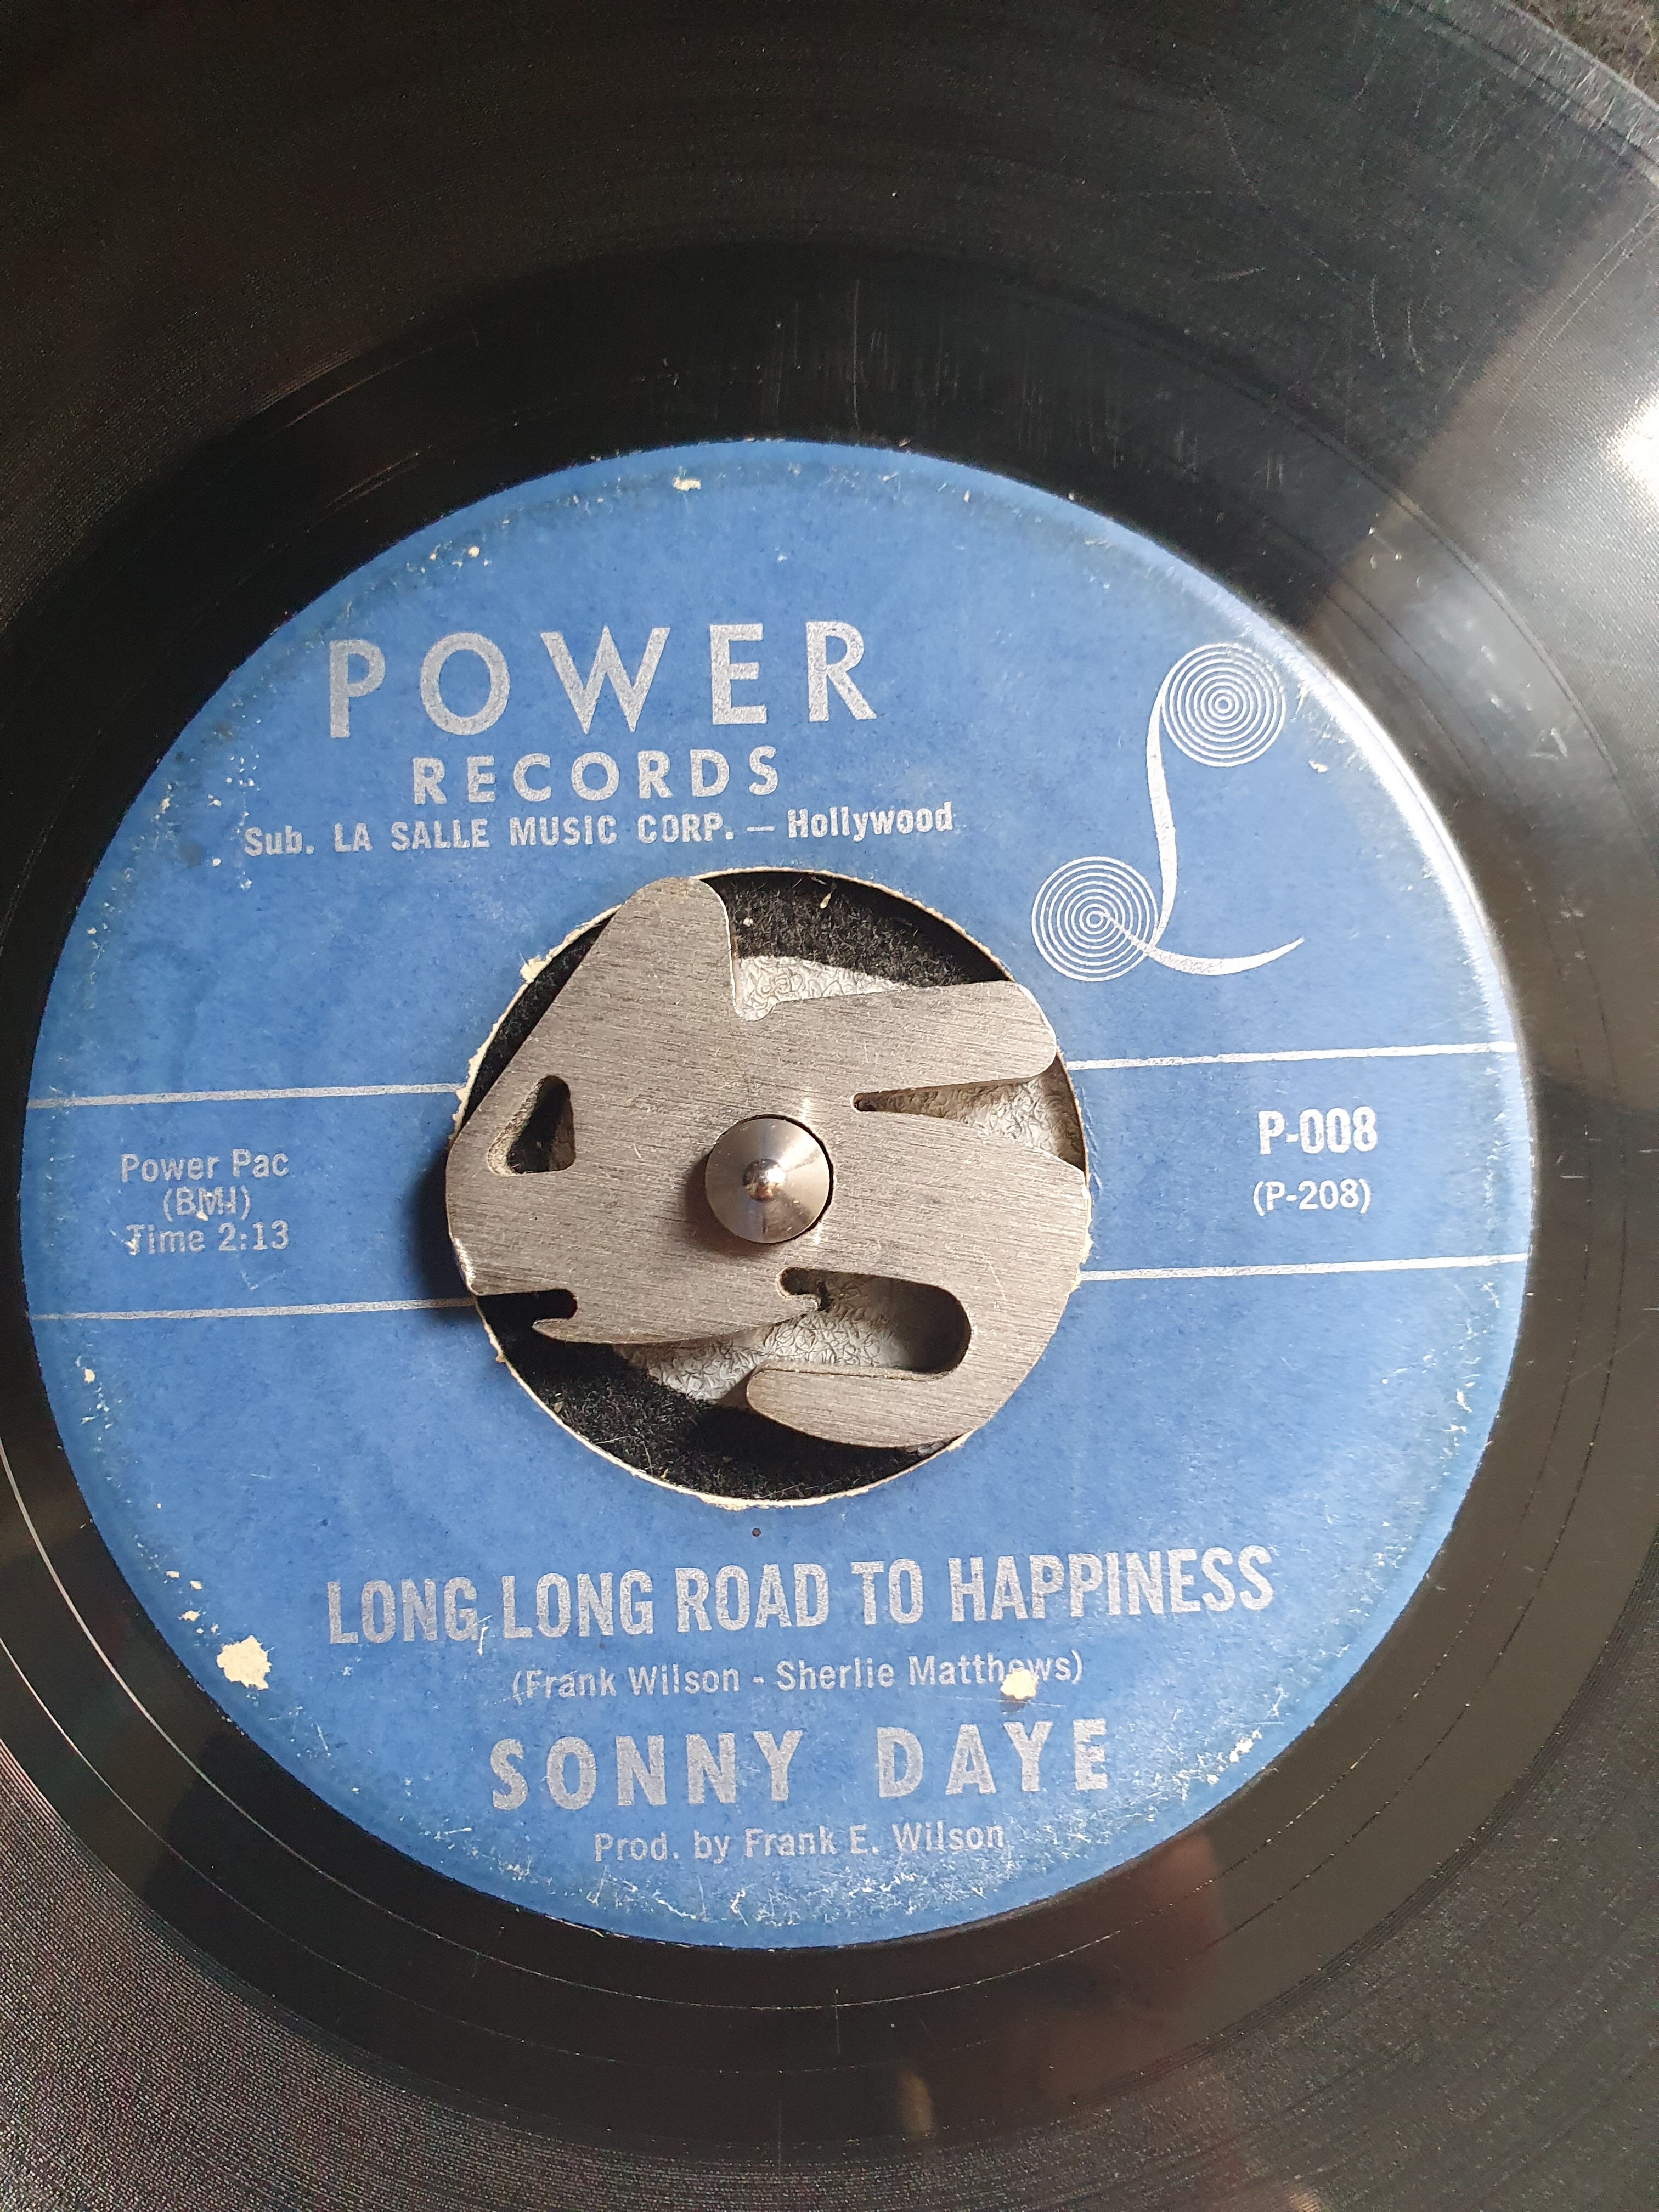 POWER
RECORDS
Sub. LA SALLE MUSIC CORP. — Hollywood
Power Pac
(BMI)
Time 2:13
P-008
(P-208)
LONG LONG ROAD TO HAPPINESS
(Frank Wilson - Sherlie Matthews)
SONNY DAYE
Prod. by Frank E. Wilson